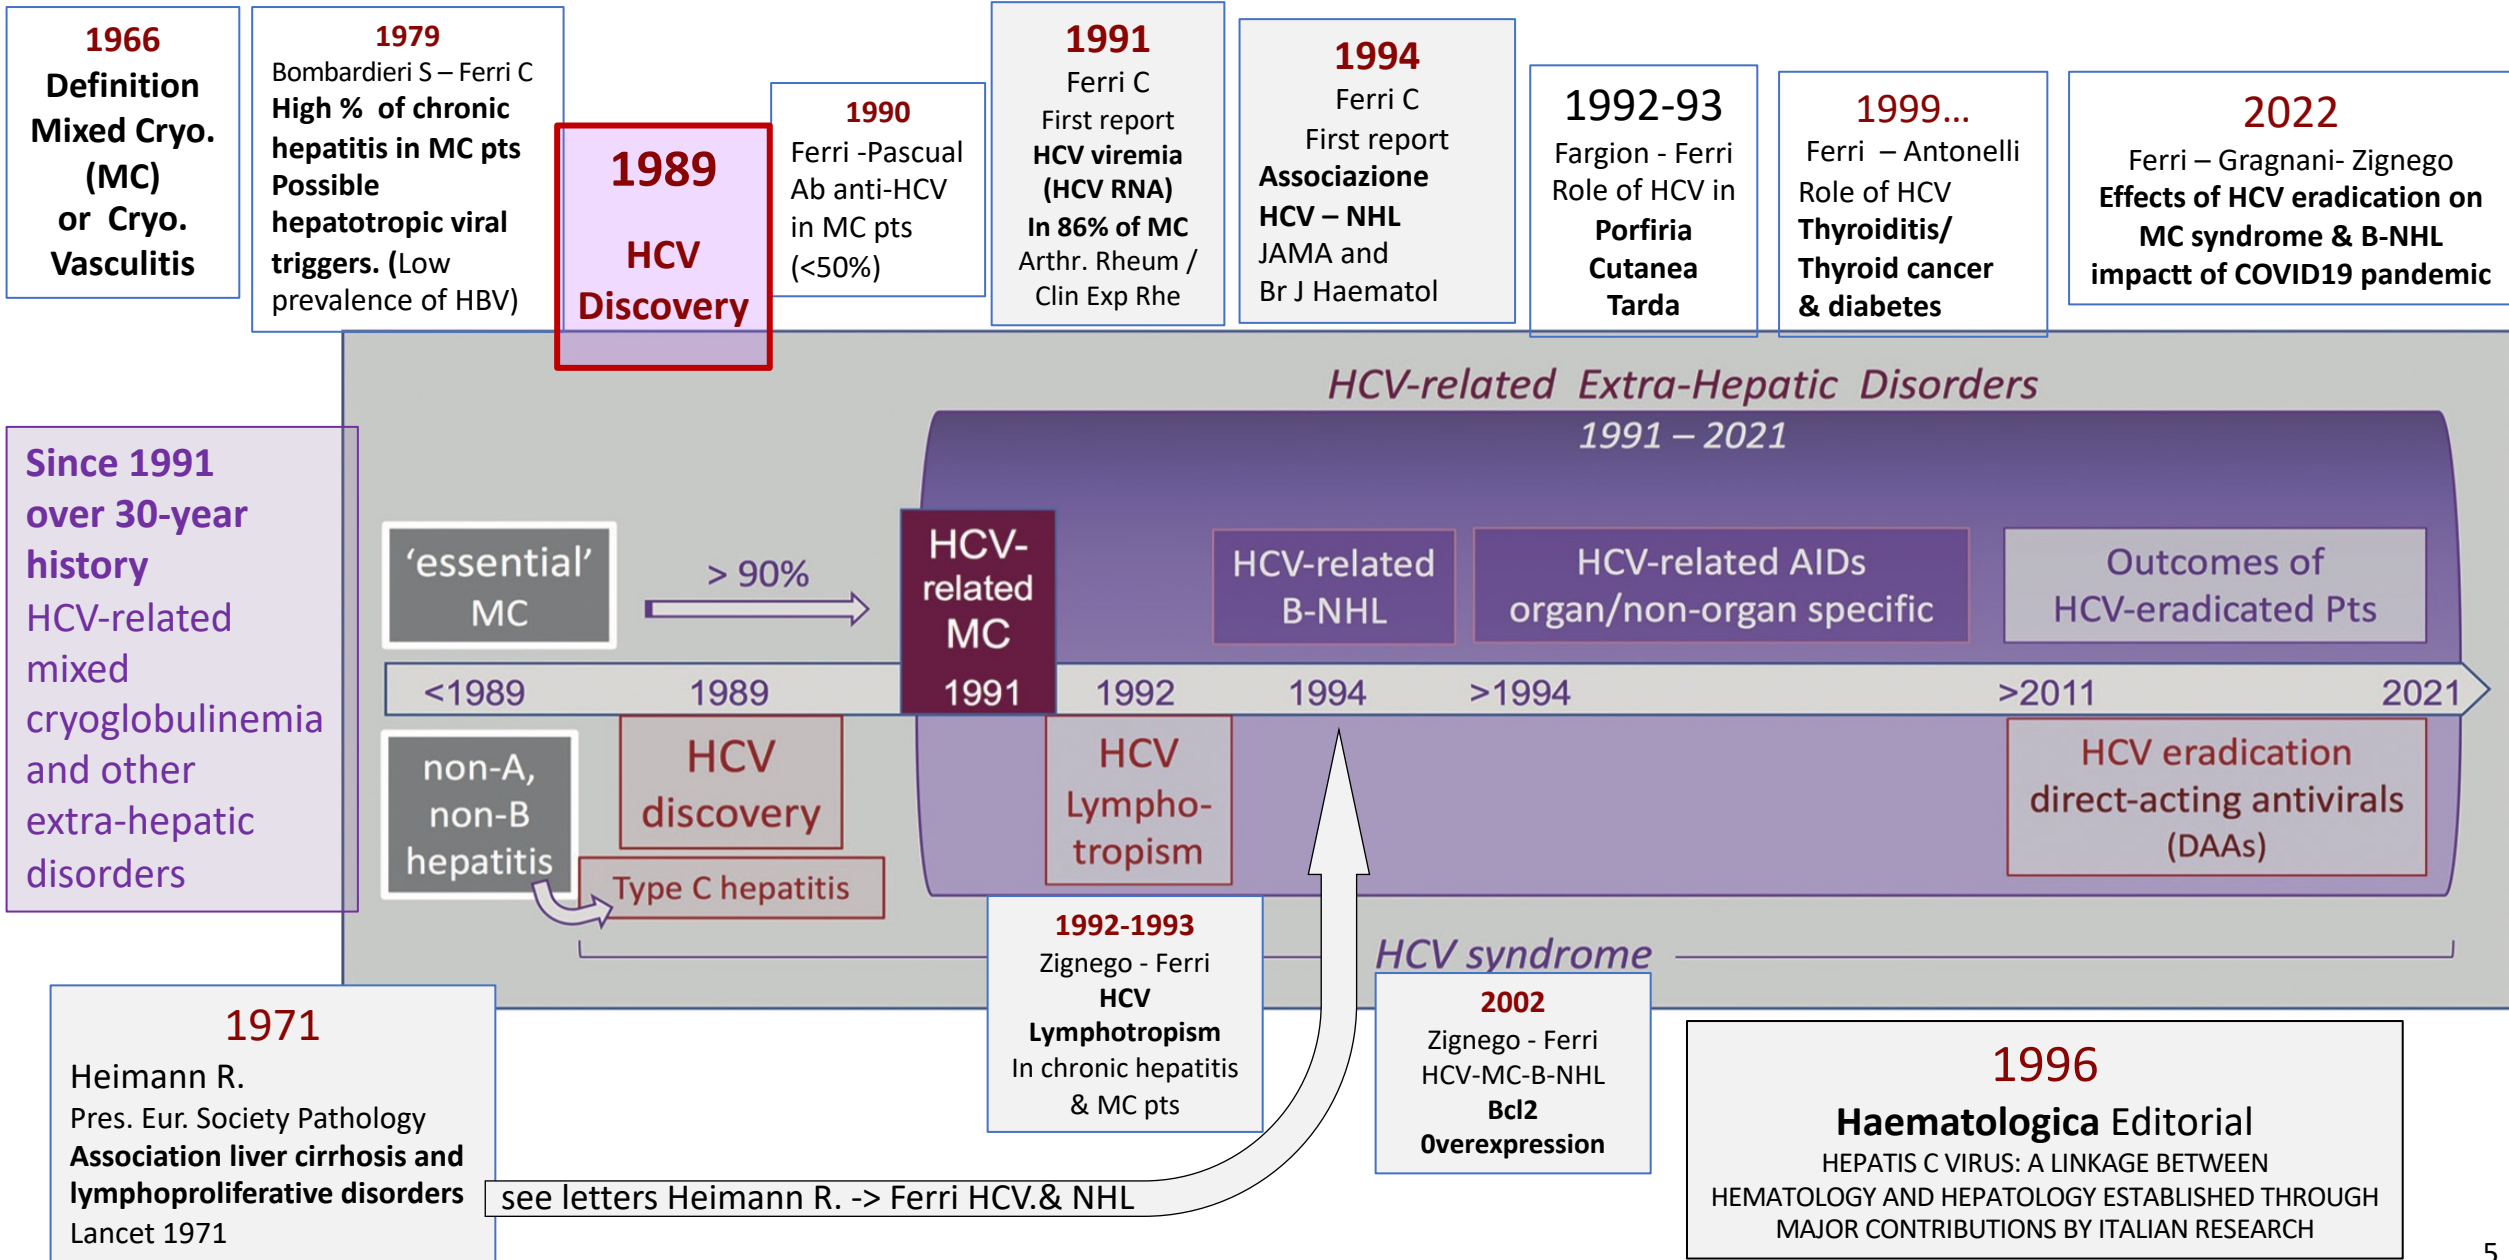 1966
Definition
Mixed Cryo.
(MC)
or Cryo.
Vasculitis
1979
Bombardieri S – Ferri C
High % of chronic
hepatitis in MC pts
Possible
hepatotropic viral
triggers. (Low
prevalence of HBV)
1989
HCV
Discovery
1990
Ferri -Pascual
Ab anti-HCV
in MC pts
(<50%)
1991
Ferri C
First report
HCV viremia
(HCV RNA)
In 86% of MC
Arthr. Rheum /
Clin Exp Rhe
1994
Ferri C
First report
Associazione
HCV – NHL
JAMA and
Br J Haematol
1992-93
Fargion - Ferri
Role of HCV in
Porfiria
Cutanea
Tarda
1999...
Ferri – Antonelli
Role of HCV
Thyroiditis/
Thyroid cancer
& diabetes
2022
Ferri – Gragnani- Zignego
Effects of HCV eradication on
MC syndrome & B-NHL
impactt of COVID19 pandemic
HCV-related Extra-Hepatic Disorders
1991 – 2021
Since 1991
over 30-year
history
HCV-related
mixed
cryoglobulinemia
and other
extra-hepatic
disorders
'essential'
MC
> 90%
HCV-
related
MC
HCV-related
B-NHL
HCV-related AIDs
organ/non-organ specific
Outcomes of
HCV-eradicated Pts
<1989
1989
1991
1992
1994
>1994
>2011
2021
non-A,
non-B
hepatitis
HCV
discovery
Type C hepatitis
HCV
Lympho-
tropism
HCV eradication
direct-acting antivirals
(DAAs)
HCV syndrome
1992-1993
Zignego - Ferri
HCV
Lymphotropism
In chronic hepatitis
& MC pts
2002
Zignego - Ferri
HCV-MC-B-NHL
Bcl2
0verexpression
1971
Heimann R.
Pres. Eur. Society Pathology
Association liver cirrhosis and
lymphoproliferative disorders
Lancet 1971
see letters Heimann R. -> Ferri HCV.& NHL
1996
Haematologica Editorial
HEPATIS C VIRUS: A LINKAGE BETWEEN
HEMATOLOGY AND HEPATOLOGY ESTABLISHED THROUGH
MAJOR CONTRIBUTIONS BY ITALIAN RESEARCH
5